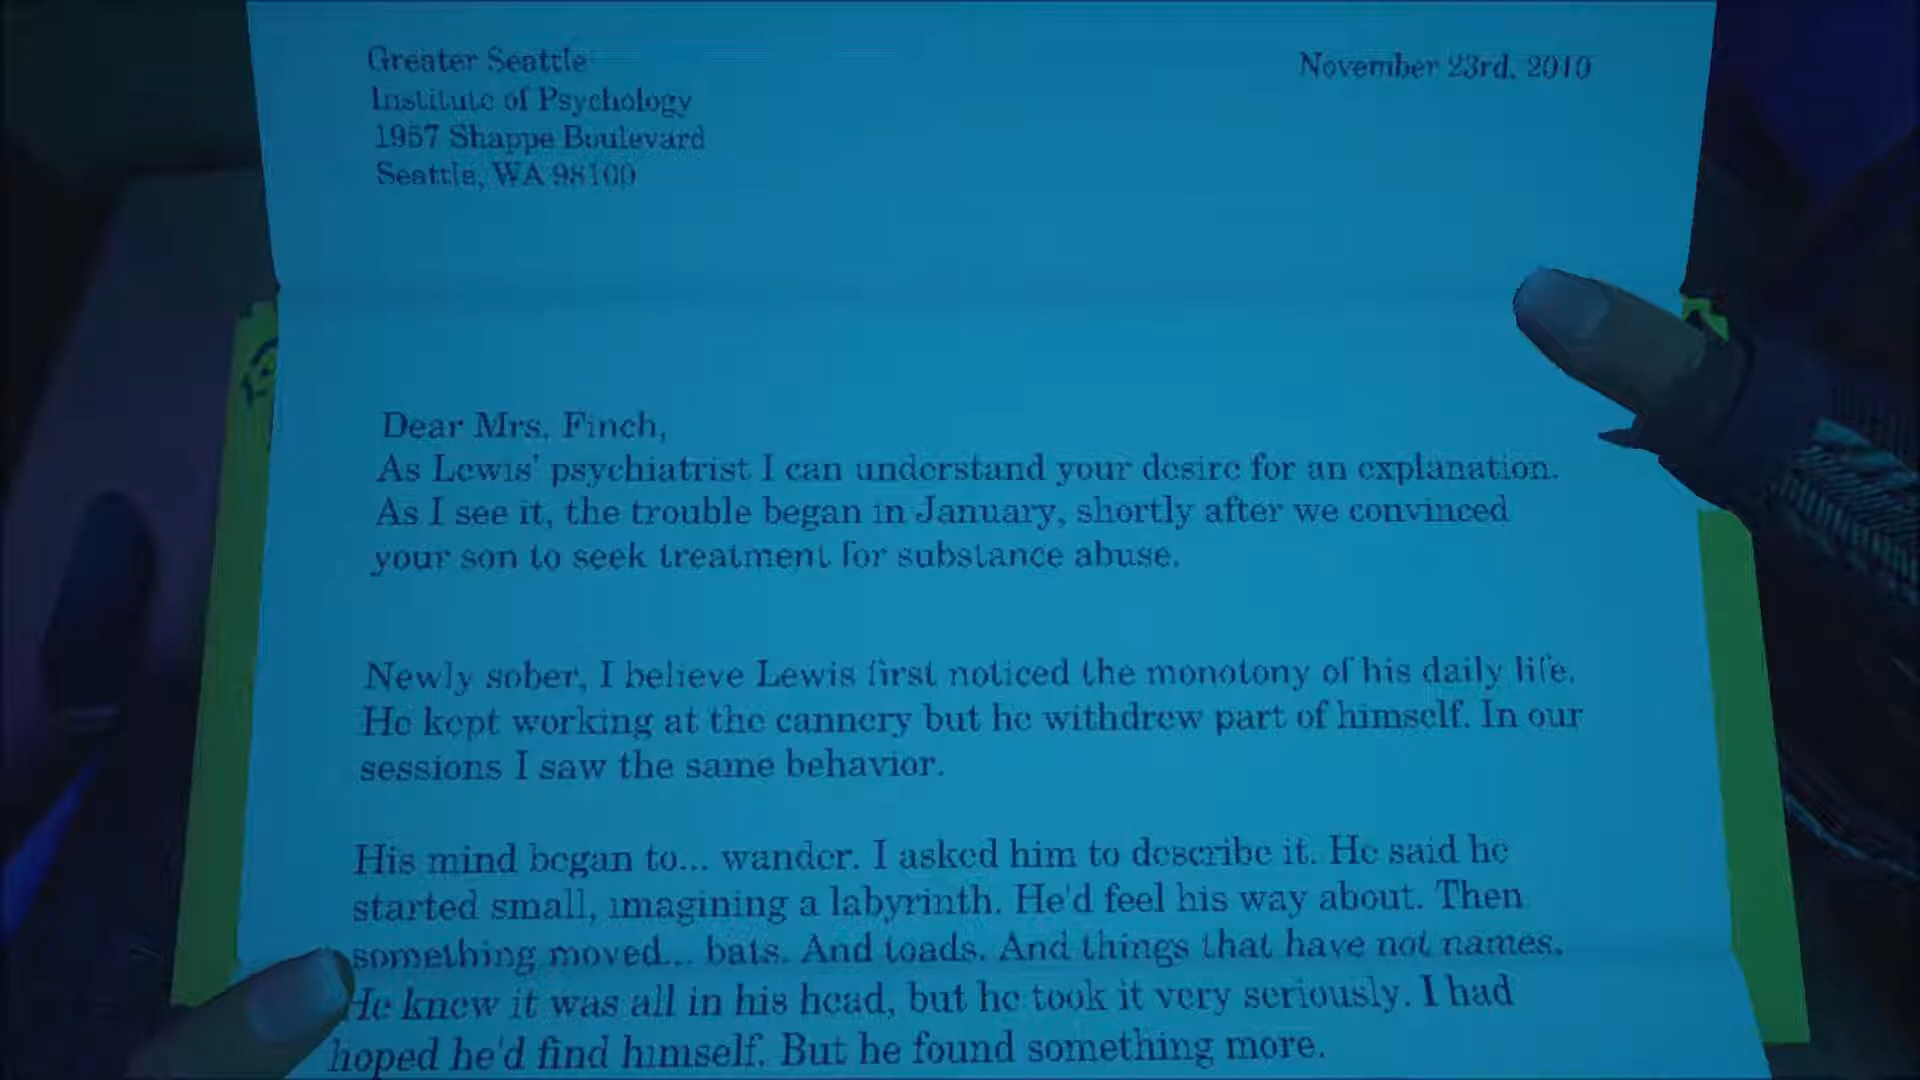 Greater Seattle
Institute of Psychology
1957 Shappe Boulevard
Seattle, WA 98100
November 23rd, 2010
Dear Mrs. Finch,
As Lewis' psychiatrist I can understand your desire for an explanation.
As I see it, the trouble began in January, shortly after we convinced
your son to seek treatment for substance abuse.
Newly sober, I believe Lewis first noticed the monotony of his daily life.
He kept working at the cannery but he withdrew part of himself. In our
sessions I saw the same behavior.
His mind began to... wander. I asked him to describe it. He said he
started small, imagining a labyrinth. He'd feel his way about. Then
something moved... bats. And toads. And things that have not names.
He knew it was all in his head, but he took it very seriously. I had
hoped he'd find himself. But he found something more.